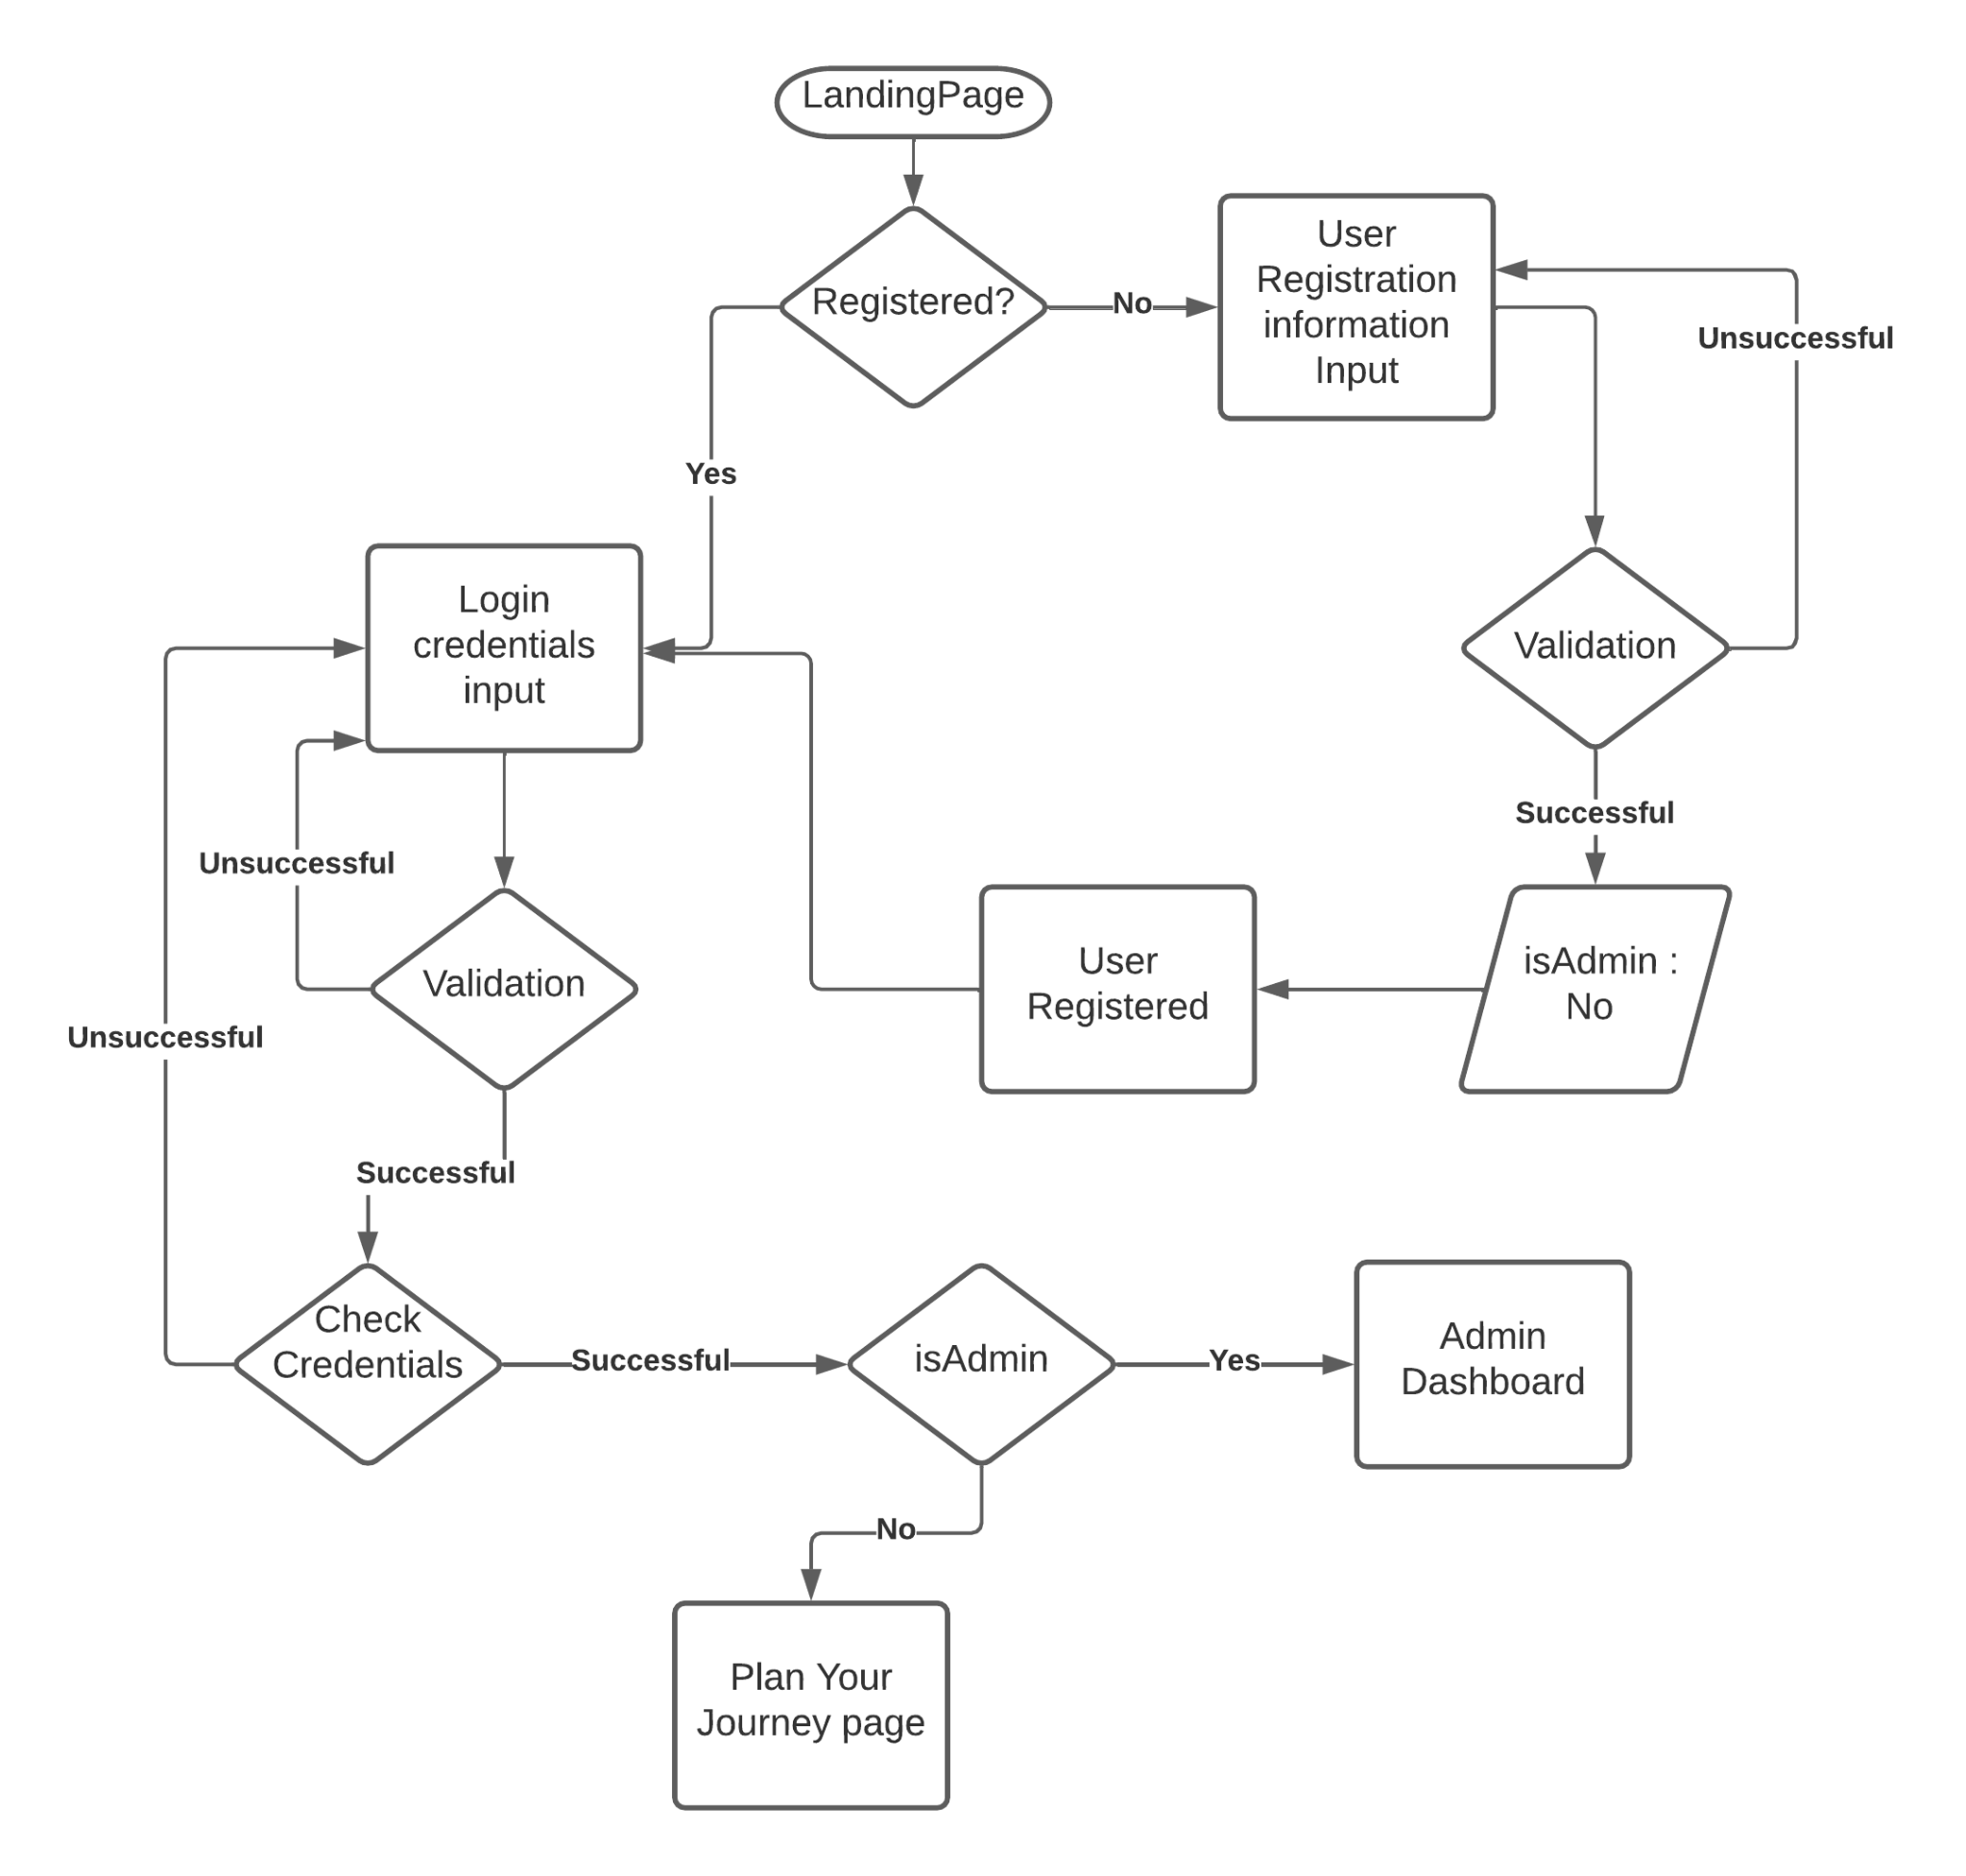 LandingPage
Registered?
No
User
Registration
information
Input
Unsuccessful
Yes
Login
credentials
input
Validation
Successful
Unsuccessful
Validation
User
Registered
isAdmin :
No
Unsuccessful
Successful
Check
Credentials
Successful
isAdmin
Yes
Admin
Dashboard
No
Plan Your
Journey page